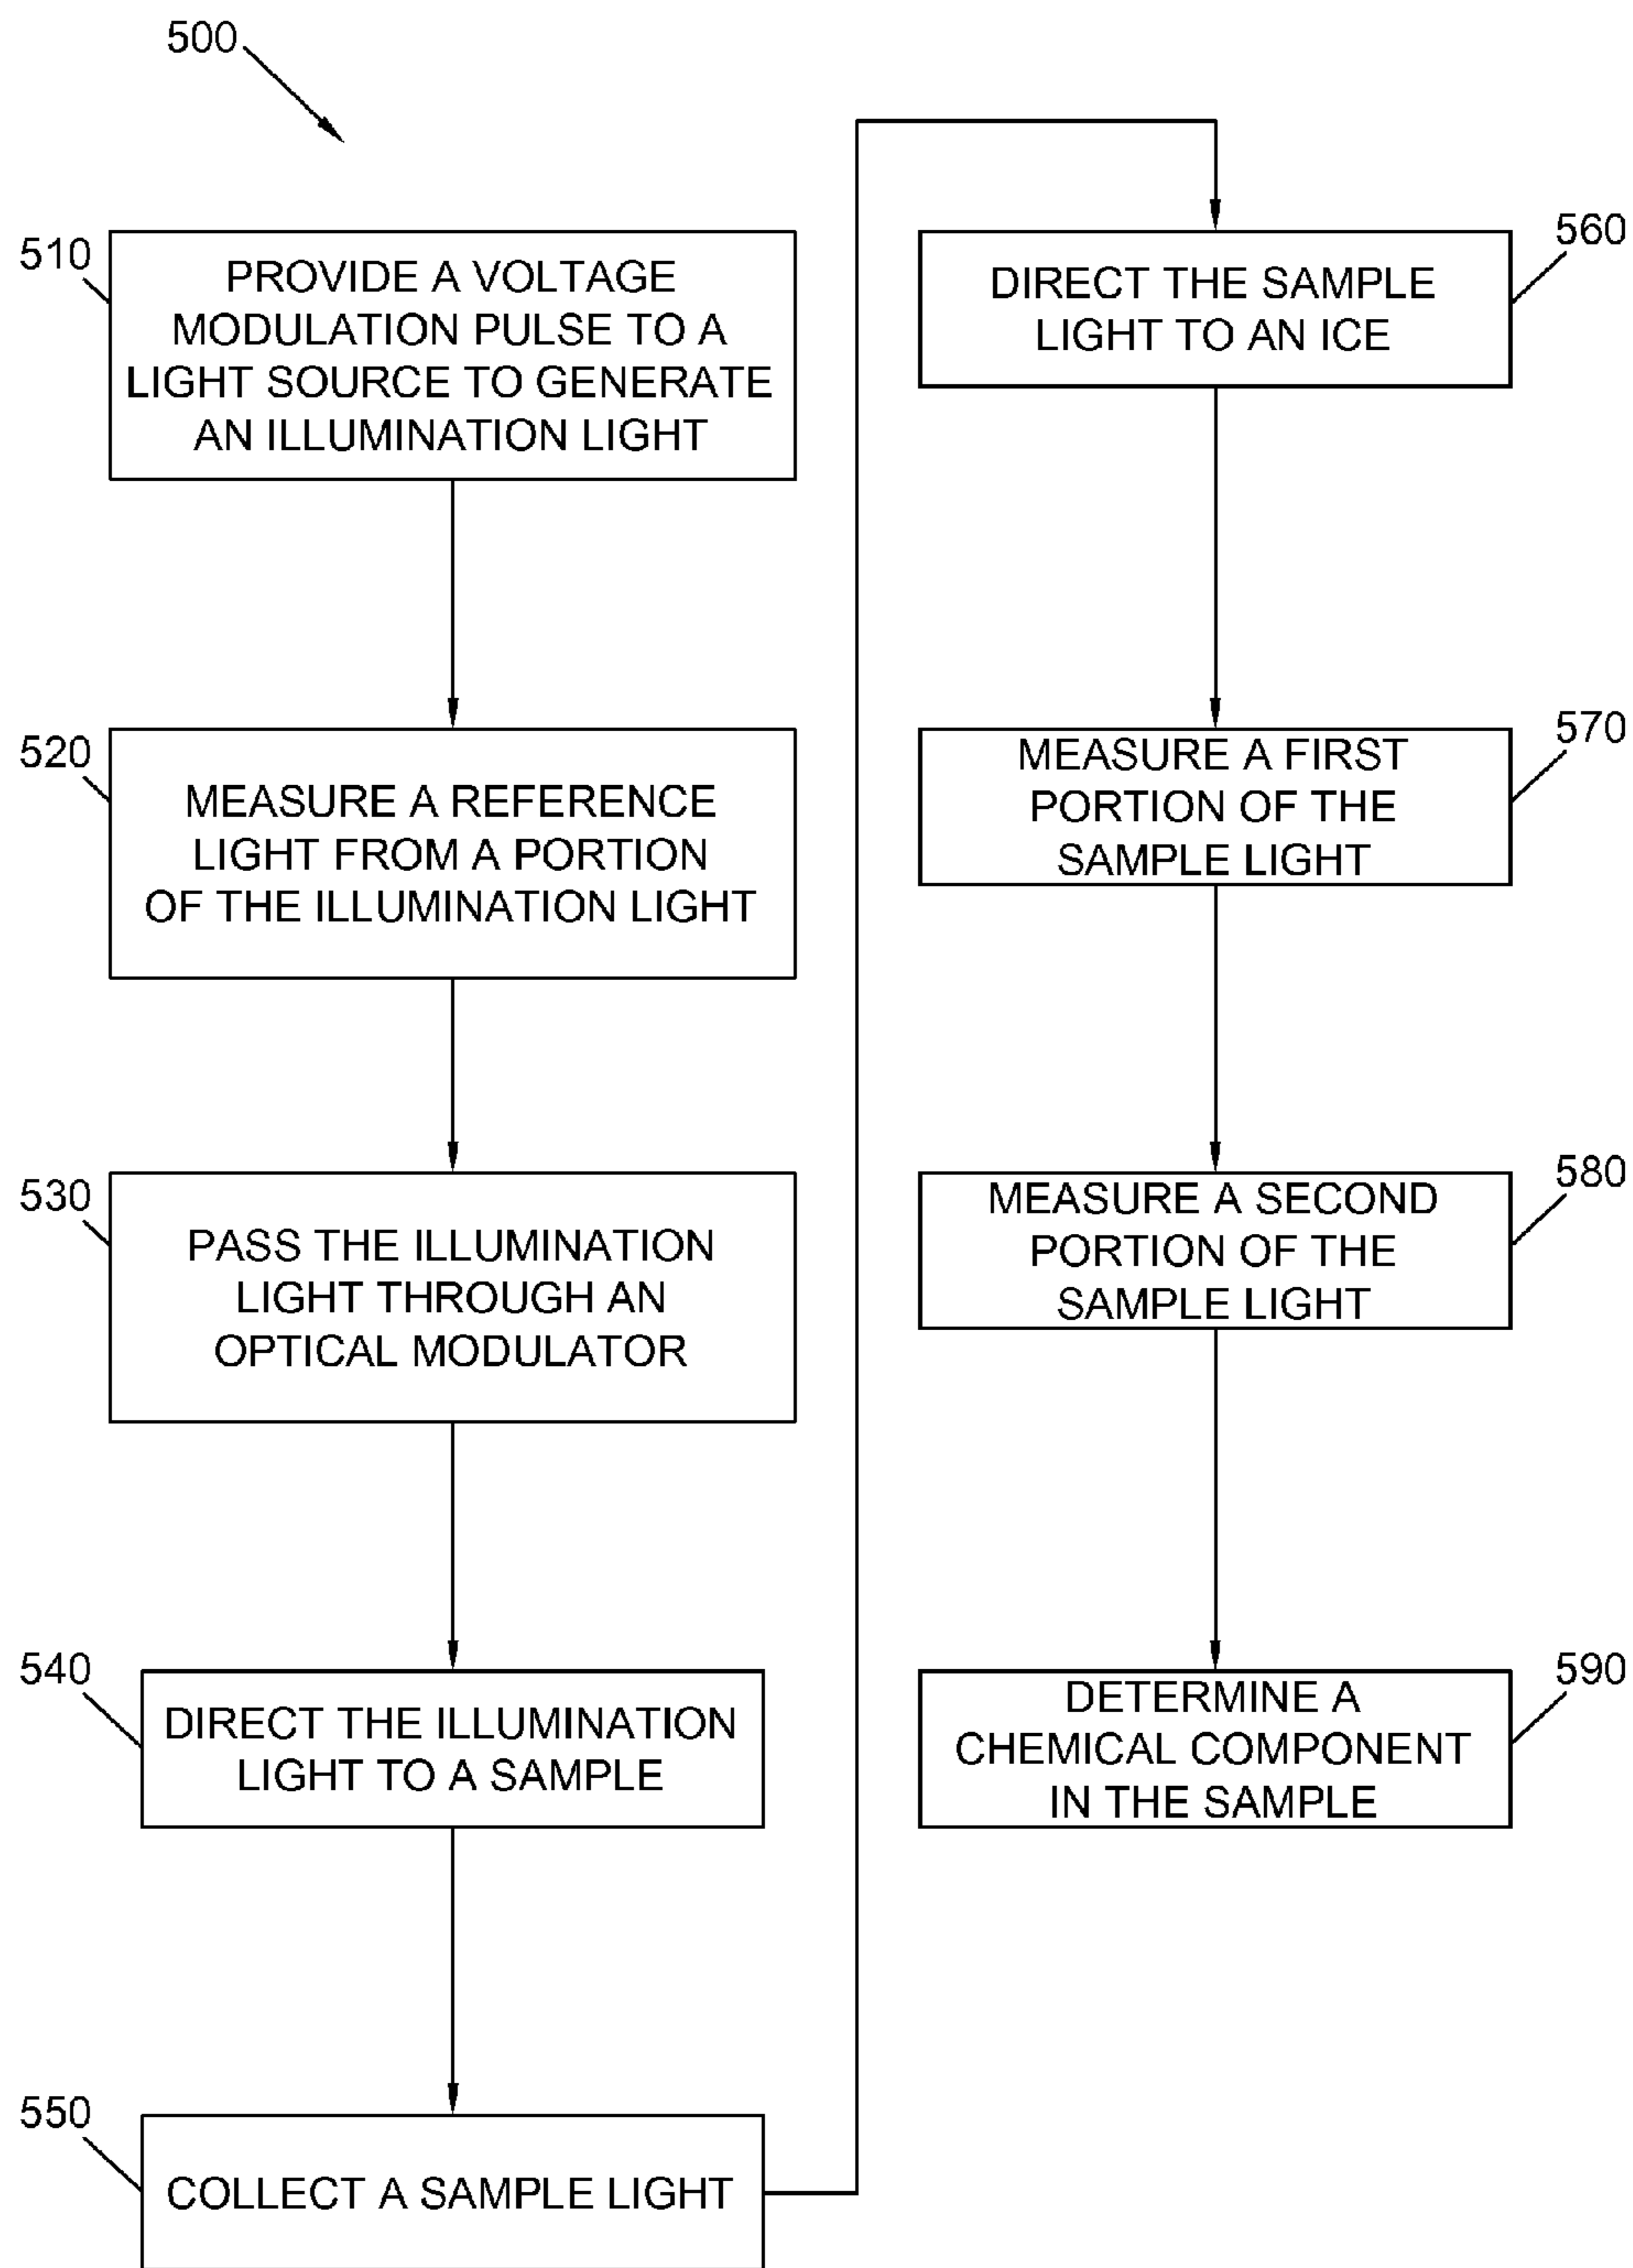 500
510
PROVIDE A VOLTAGE
MODULATION PULSE TO A
LIGHT SOURCE TO GENERATE
AN ILLUMINATION LIGHT
520
MEASURE A REFERENCE
LIGHT FROM A PORTION
OF THE ILLUMINATION LIGHT
530
PASS THE ILLUMINATION
LIGHT THROUGH AN
OPTICAL MODULATOR
540
DIRECT THE ILLUMINATION
LIGHT TO A SAMPLE
550
COLLECT A SAMPLE LIGHT
560
DIRECT THE SAMPLE
LIGHT TO AN ICE
570
MEASURE A FIRST
PORTION OF THE
SAMPLE LIGHT
580
MEASURE A SECOND
PORTION OF THE
SAMPLE LIGHT
590
DETERMINE A
CHEMICAL COMPONENT
IN THE SAMPLE